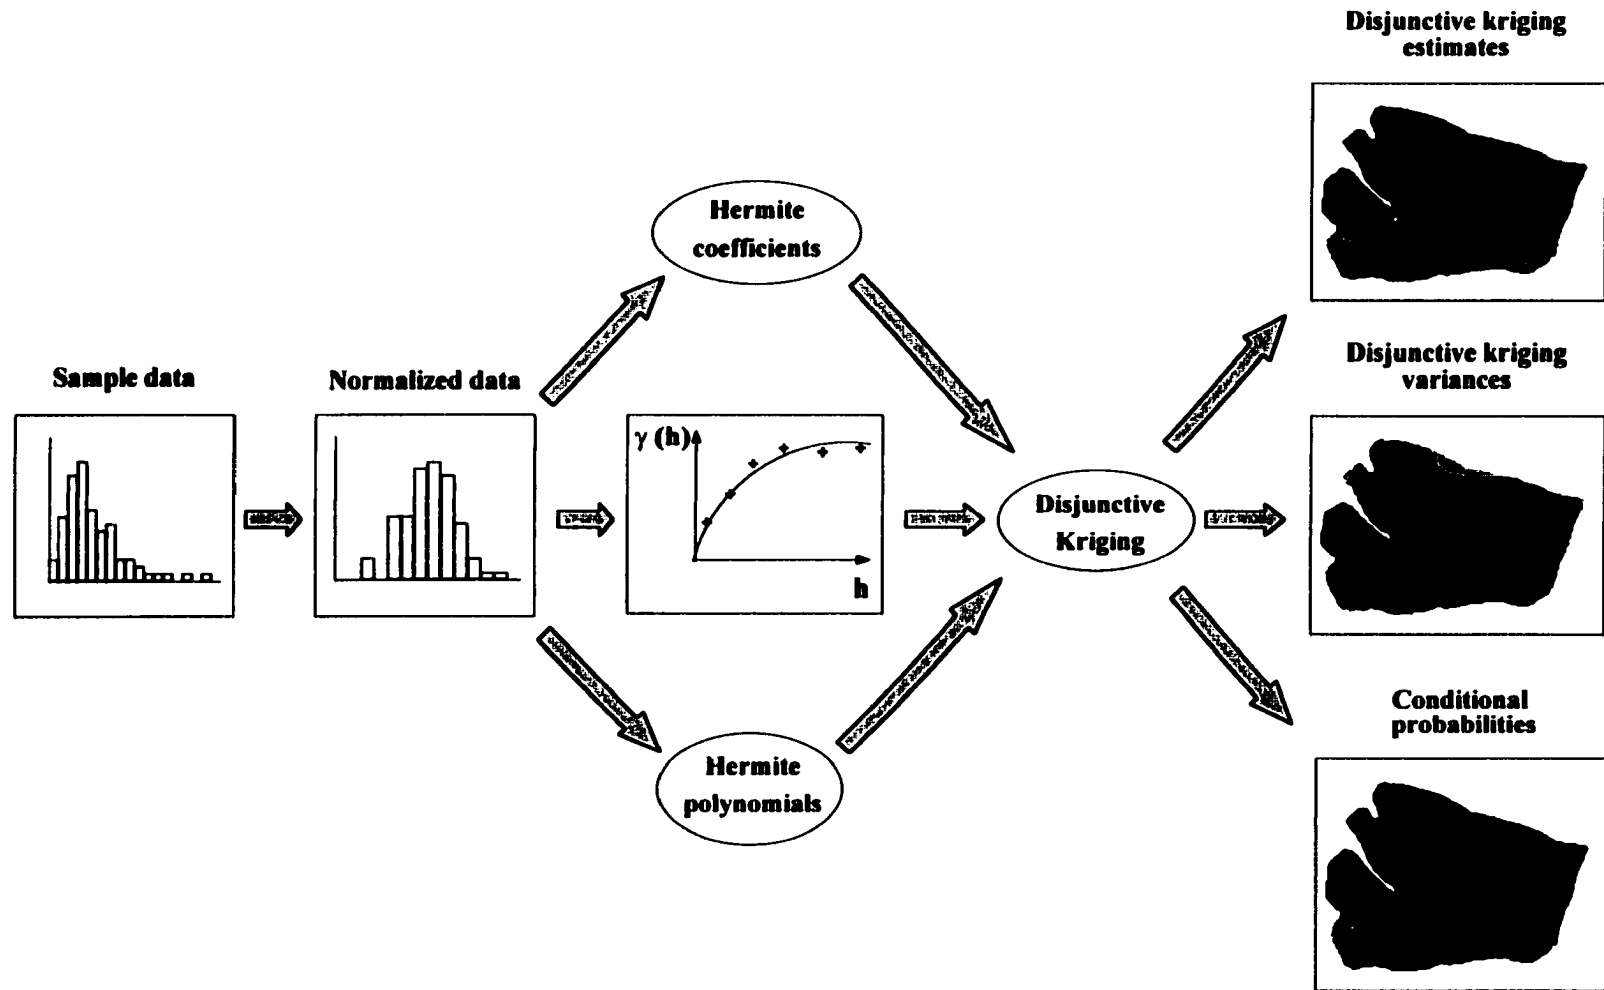 Disjunctive kriging
estimates
Hermite
coefficients
Sample data
Normalized data
γ (h)
h
Disjunctive
Kriging
Disjunctive kriging
variances
Hermite
polynomials
Conditional
probabilities